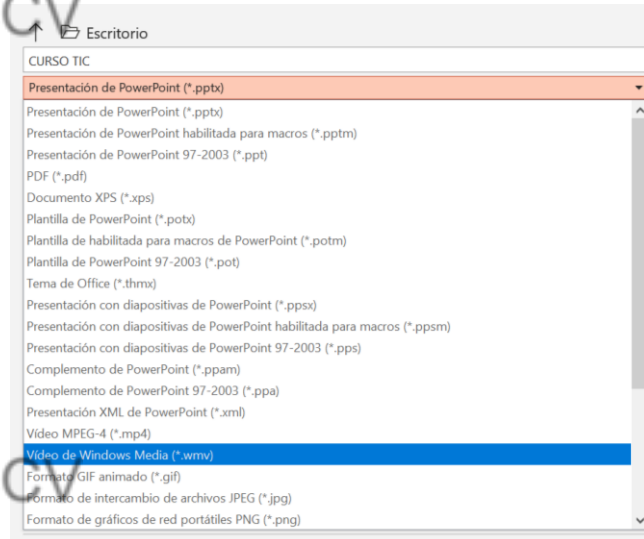 CV
Escritorio
CURSO TIC
Presentación de PowerPoint (*.pptx)
Presentación de PowerPoint (*.pptx)
Presentación de PowerPoint habilitada para macros (*.pptm)
Presentación de PowerPoint 97-2003 (*.ppt)
PDF (*.pdf)
Documento XPS (*.xps)
Plantilla de PowerPoint (*.potx)
Plantilla de habilitada para macros de PowerPoint (*.potm)
Plantilla de PowerPoint 97-2003 (*.pot)
Tema de Office (*.thmx)
Presentación con diapositivas de PowerPoint (*.ppsx)
Presentación con diapositivas de PowerPoint habilitada para macros (*.ppsm)
Presentación con diapositivas de PowerPoint 97-2003 (*.pps)
Complemento de PowerPoint (*.ppam)
Complemento de PowerPoint 97-2003 (*.ppa)
Presentación XML de PowerPoint (*.xml)
Vídeo MPEG-4 (*.mp4)
Vídeo de Windows Media (*.wmv)
CV
Formato GIF animado (*.gif)
Formato de intercambio de archivos JPEG (*.jpg)
Formato de gráficos de red portátiles PNG (*.png)